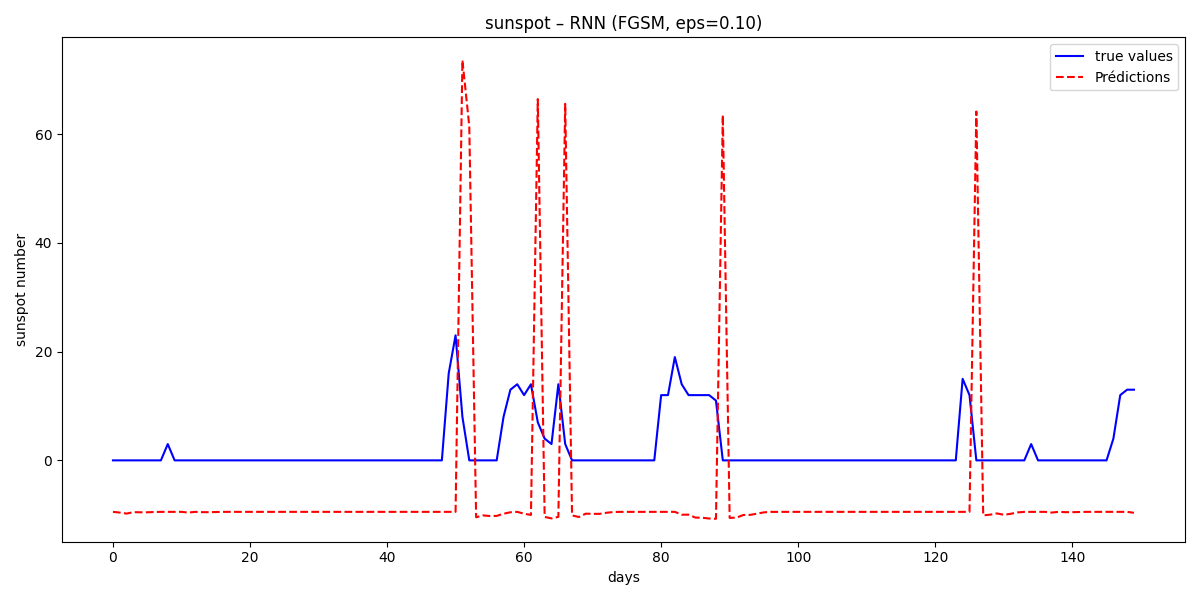 sunspot – RNN (FGSM, eps=0.10)
true values
Prédictions
sunspot number
60
40
20
0
0 20 40 60 80 100 120 140
days